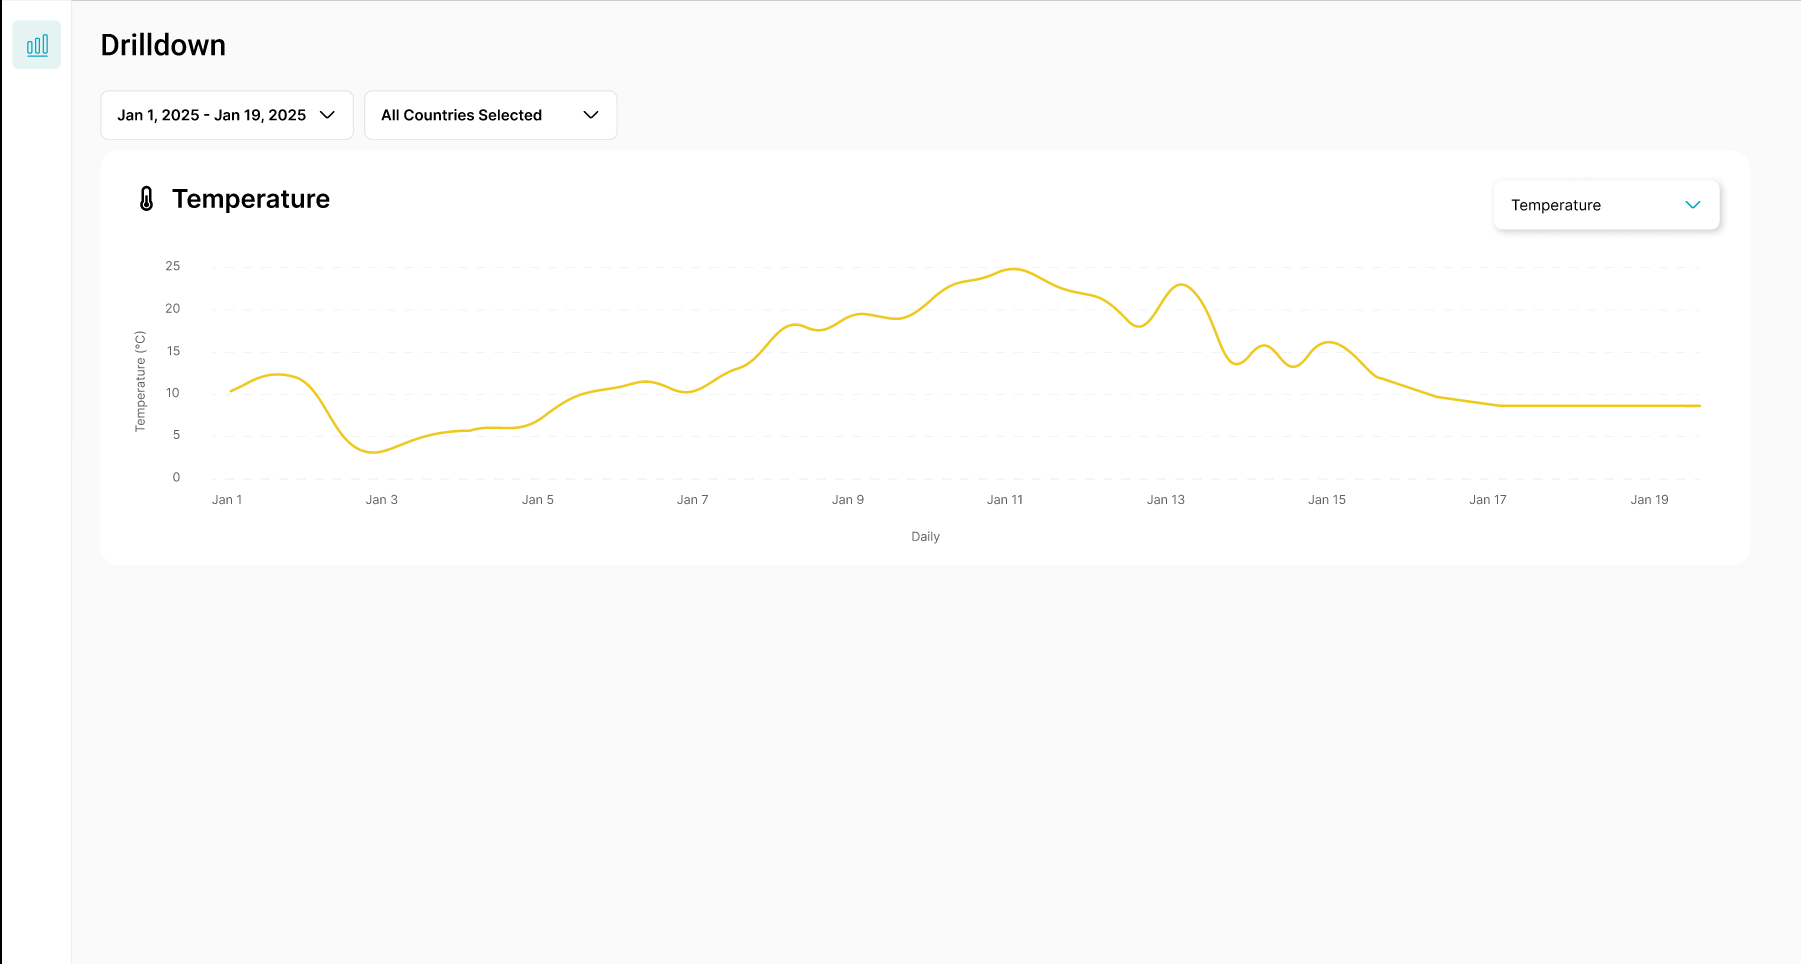 Drilldown
Jan 1, 2025 - Jan 19, 2025
All Countries Selected
Temperature
Temperature
25
20
15
10
5
0
Temperature (°C)
Jan 1
Jan 3
Jan 5
Jan 7
Jan 9
Jan 11
Jan 13
Jan 15
Jan 17
Jan 19
Daily